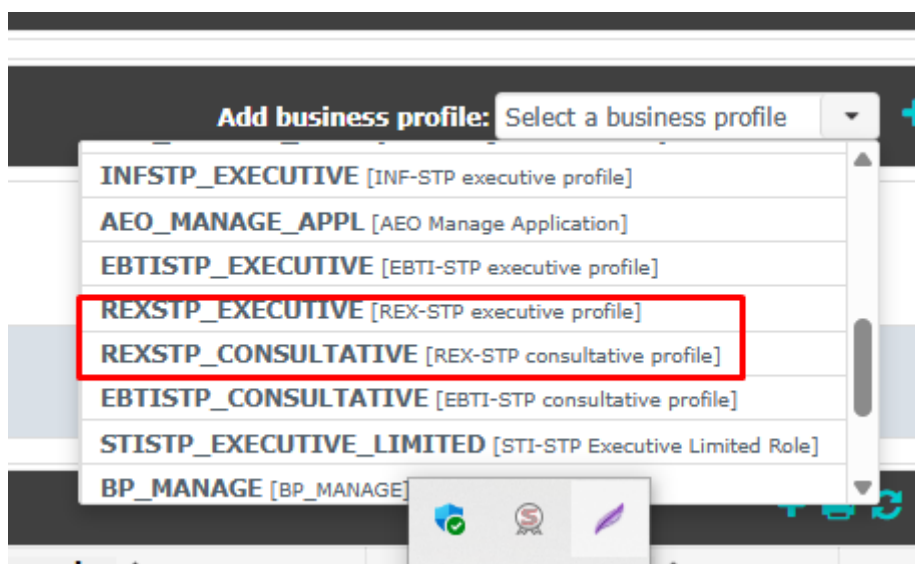 Add business profile: Select a business profile
INFSTP_EXECUTIVE [INF-STP executive profile]
AEO_MANAGE_APPL [AEO Manage Application]
EBTISTP_EXECUTIVE [EBTI-STP executive profile]
REXSTP_EXECUTIVE [REX-STP executive profile]
REXSTP_CONSULTATIVE [REX-STP consultative profile]
EBTISTP_CONSULTATIVE [EBTI-STP consultative profile]
STISTP_EXECUTIVE_LIMITED [STI-STP Executive Limited Role]
BP_MANAGE [BP_MANAGE]